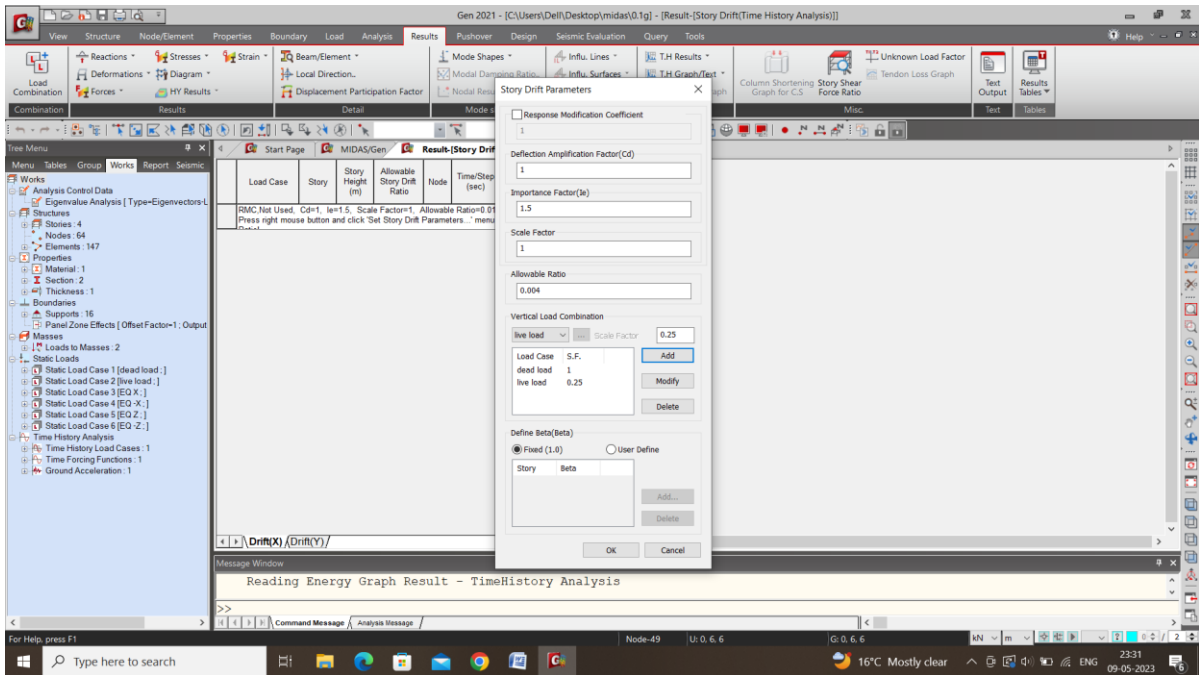 Gen 2021 - [C:\Users\Dell\Desktop\midas\0.1g] - [Result-[Story Drift(Time History Analysis)]]
View Structure Node/Element Properties Boundary Load Analysis Results Pushover Design Seismic Evaluation Query Tools Help
Load Combination
Combination
Reactions Stresses Strain
Deformations Diagram
Forces HY Results
Results
Beam/Element
Local Direction..
Displacement Participation Factor
Detail
Mode Shapes
Modal Damping Ratio..
Nodal Resu
Mode s
Influ. Lines
Influ. Surfaces
T.H Results
T.H Graph/Text
aph
Column Shortening Graph for C.S
Story Shear Force Ratio
Unknown Load Factor
Tendon Loss Graph
Misc.
Text Output
Text
Results Tables
Tables
Tree Menu
Menu Tables Group Works Report Seismic
Works
Analysis Control Data
Eigenvalue Analysis [ Type=Eigenvectors-L
Structures
Stories : 4
Nodes : 64
Elements : 147
Properties
Material : 1
Section : 2
Thickness : 1
Boundaries
Supports : 16
Panel Zone Effects [ Offset Factor=1 ; Output
Masses
Loads to Masses : 2
Static Loads
Static Load Case 1 [dead load ; ]
Static Load Case 2 [live load ; ]
Static Load Case 3 [EQ X ; ]
Static Load Case 4 [EQ -X ; ]
Static Load Case 5 [EQ Z ; ]
Static Load Case 6 [EQ -Z ; ]
Time History Analysis
Time History Load Cases : 1
Time Forcing Functions : 1
Ground Acceleration : 1
Start Page MIDAS/Gen Result-[Story Drif
Load Case Story Story Height (m) Allowable Story Drift Ratio Node Time/Step (sec)
RMC,Not Used, Cd=1, Ie=1.5, Scale Factor=1, Allowable Ratio=0.01
Press right mouse button and click 'Set Story Drift Parameters...' menu
Drift(X) Drift(Y)
Story Drift Parameters
Response Modification Coefficient
1
Deflection Amplification Factor(Cd)
1
Importance Factor(Ie)
1.5
Scale Factor
1
Allowable Ratio
0.004
Vertical Load Combination
live load ... Scale Factor 0.25
Load Case S.F.
dead load 1
live load 0.25
Add
Modify
Delete
Define Beta(Beta)
Fixed (1.0) User Define
Story Beta
Add...
Delete
OK Cancel
Message Window
Reading Energy Graph Result - TimeHistory Analysis
>>
Command Message Analysis Message
For Help, press F1
Node-49 U: 0, 6, 6 G: 0, 6, 6 kN m 0 / 2
Type here to search
16°C Mostly clear ENG
23:31
09-05-2023
6